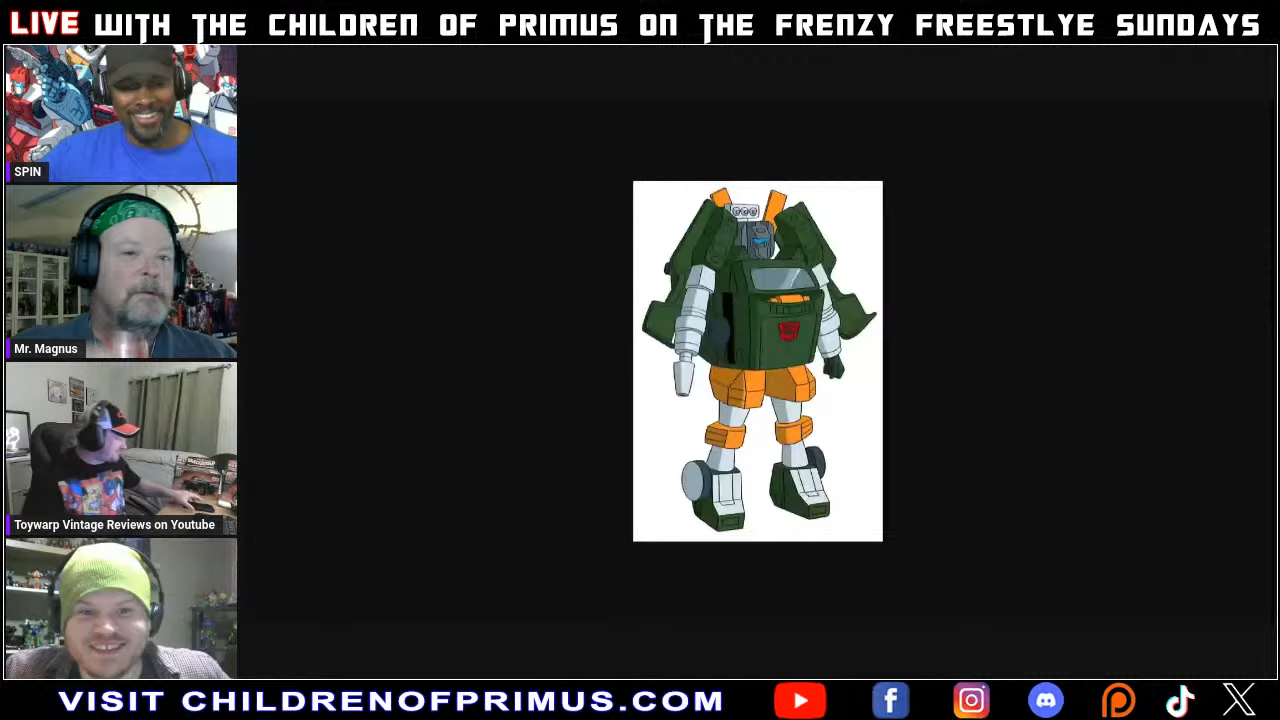 LIVE WITH THE CHILDREN OF PRIMUS ON THE FRENZY FREESTLYE SUNDAYS
SPIN
Mr. Magnus
Toywarp Vintage Reviews on Youtube
VISIT CHILDRENOFPRIMUS.COM